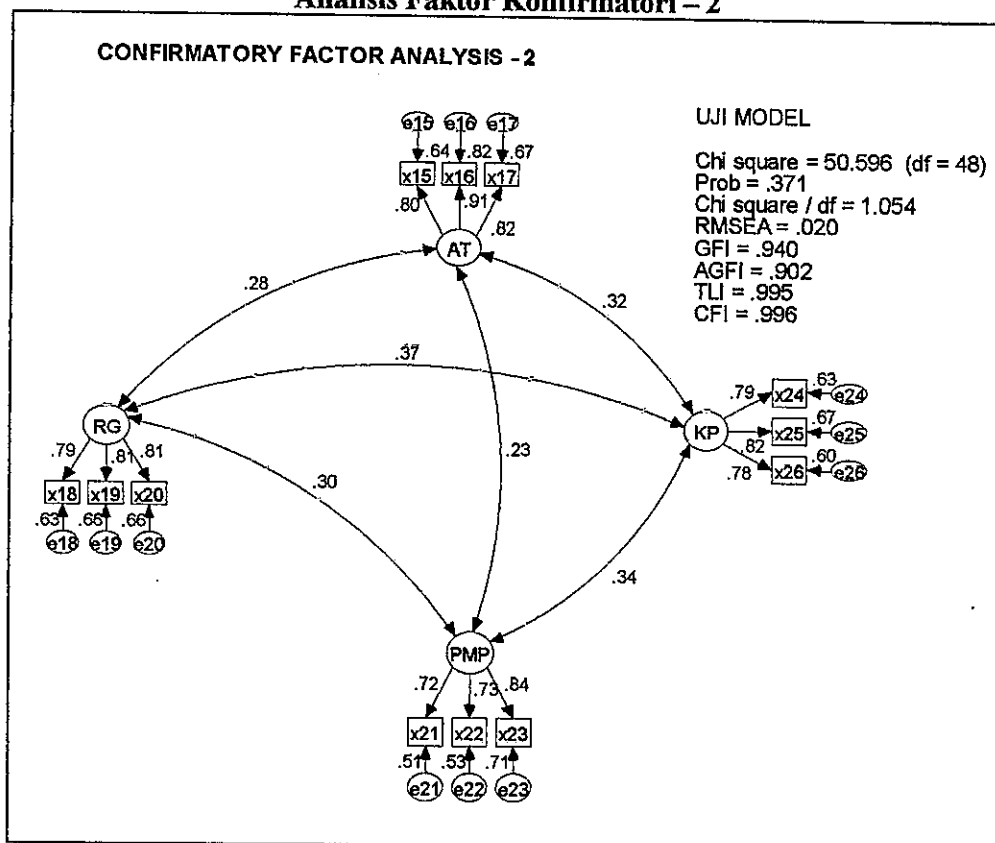 Analisis Faktor Konfirmatori – 2
CONFIRMATORY FACTOR ANALYSIS - 2
UJI MODEL
Chi square = 50.596 (df = 48)
Prob = .371
Chi square / df = 1.054
RMSEA = .020
GFI = .940
AGFI = .902
TLI = .995
CFI = .996
e15 e16 e17
.64 .82 .67
x15 x16 x17
.80 .91 .82
AT
.28
.32
.37
.23
.30
.34
RG
.79 .81 .81
x18 x19 x20
.63 .66 .66
e18 e19 e20
KP
.79 x24 .63 e24
.82 x25 .67 e25
.78 x26 .60 e26
PMP
.72 .73 .84
x21 x22 x23
.51 .53 .71
e21 e22 e23